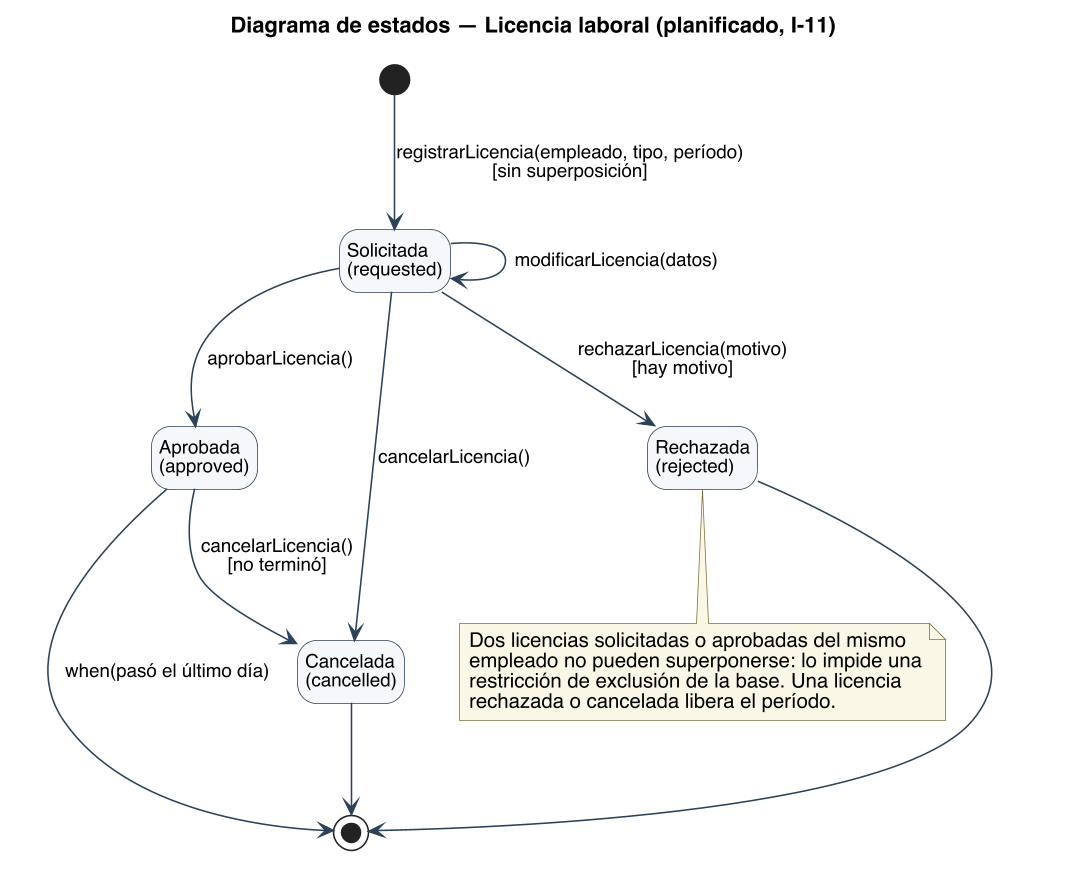 Diagrama de estados — Licencia laboral (planificado, I-11)
registrarLicencia(empleado, tipo, período)
[sin superposición]
Solicitada
(requested)
modificarLicencia(datos)
aprobarLicencia()
rechazarLicencia(motivo)
[hay motivo]
Aprobada
(approved)
cancelarLicencia()
Rechazada
(rejected)
cancelarLicencia()
[no terminó]
when(pasó el último día)
Cancelada
(cancelled)
Dos licencias solicitadas o aprobadas del mismo
empleado no pueden superponerse: lo impide una
restricción de exclusión de la base. Una licencia
rechazada o cancelada libera el período.